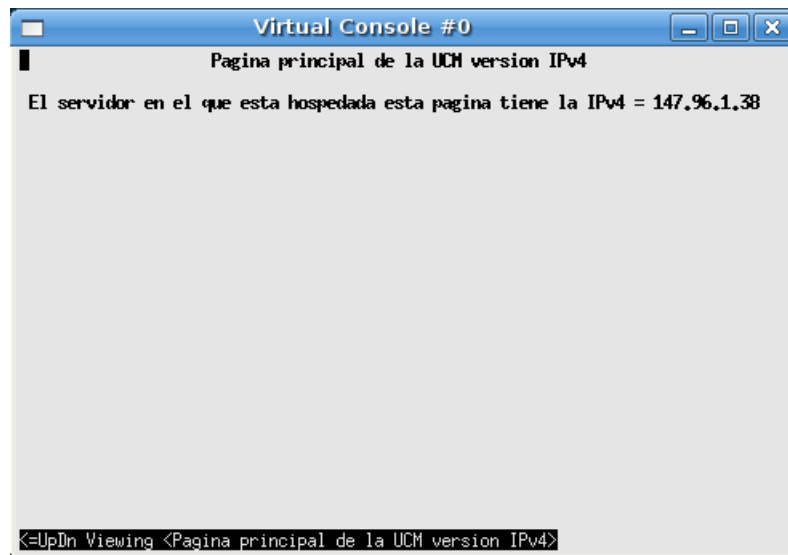 Virtual Console #0
Pagina principal de la UCM version IPv4
El servidor en el que esta hospedada esta pagina tiene la IPv4 = 147.96.1.38
<=UpDn Viewing <Pagina principal de la UCM version IPv4>